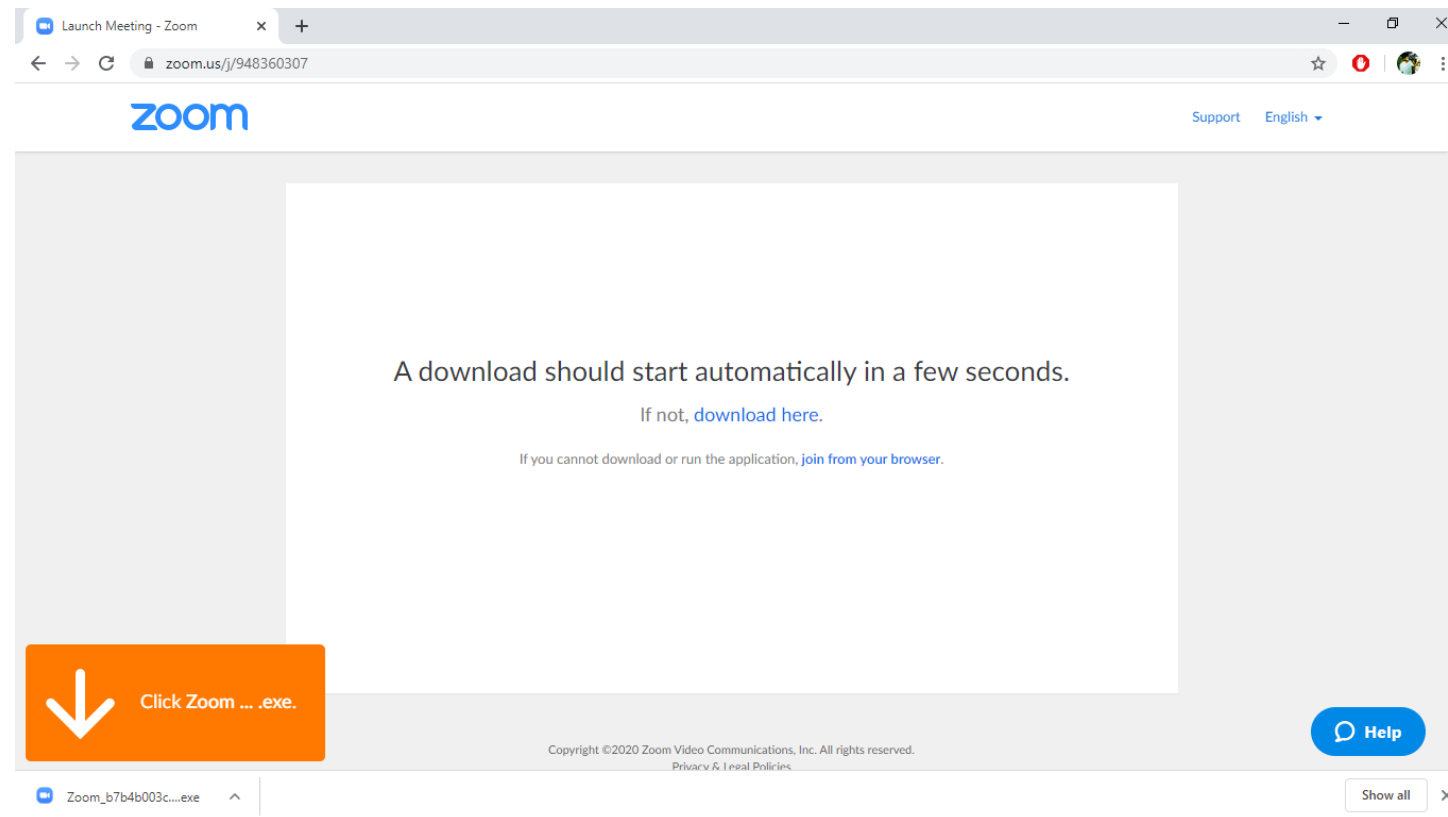 Launch Meeting - Zoom
zoom.us/j/948360307
zoom
Support English
A download should start automatically in a few seconds.
If not, download here.
If you cannot download or run the application, join from your browser.
Click Zoom ... .exe.
Help
Copyright ©2020 Zoom Video Communications, Inc. All rights reserved.
Privacy & Legal Policies
Zoom_b7b4b003c....exe
Show all